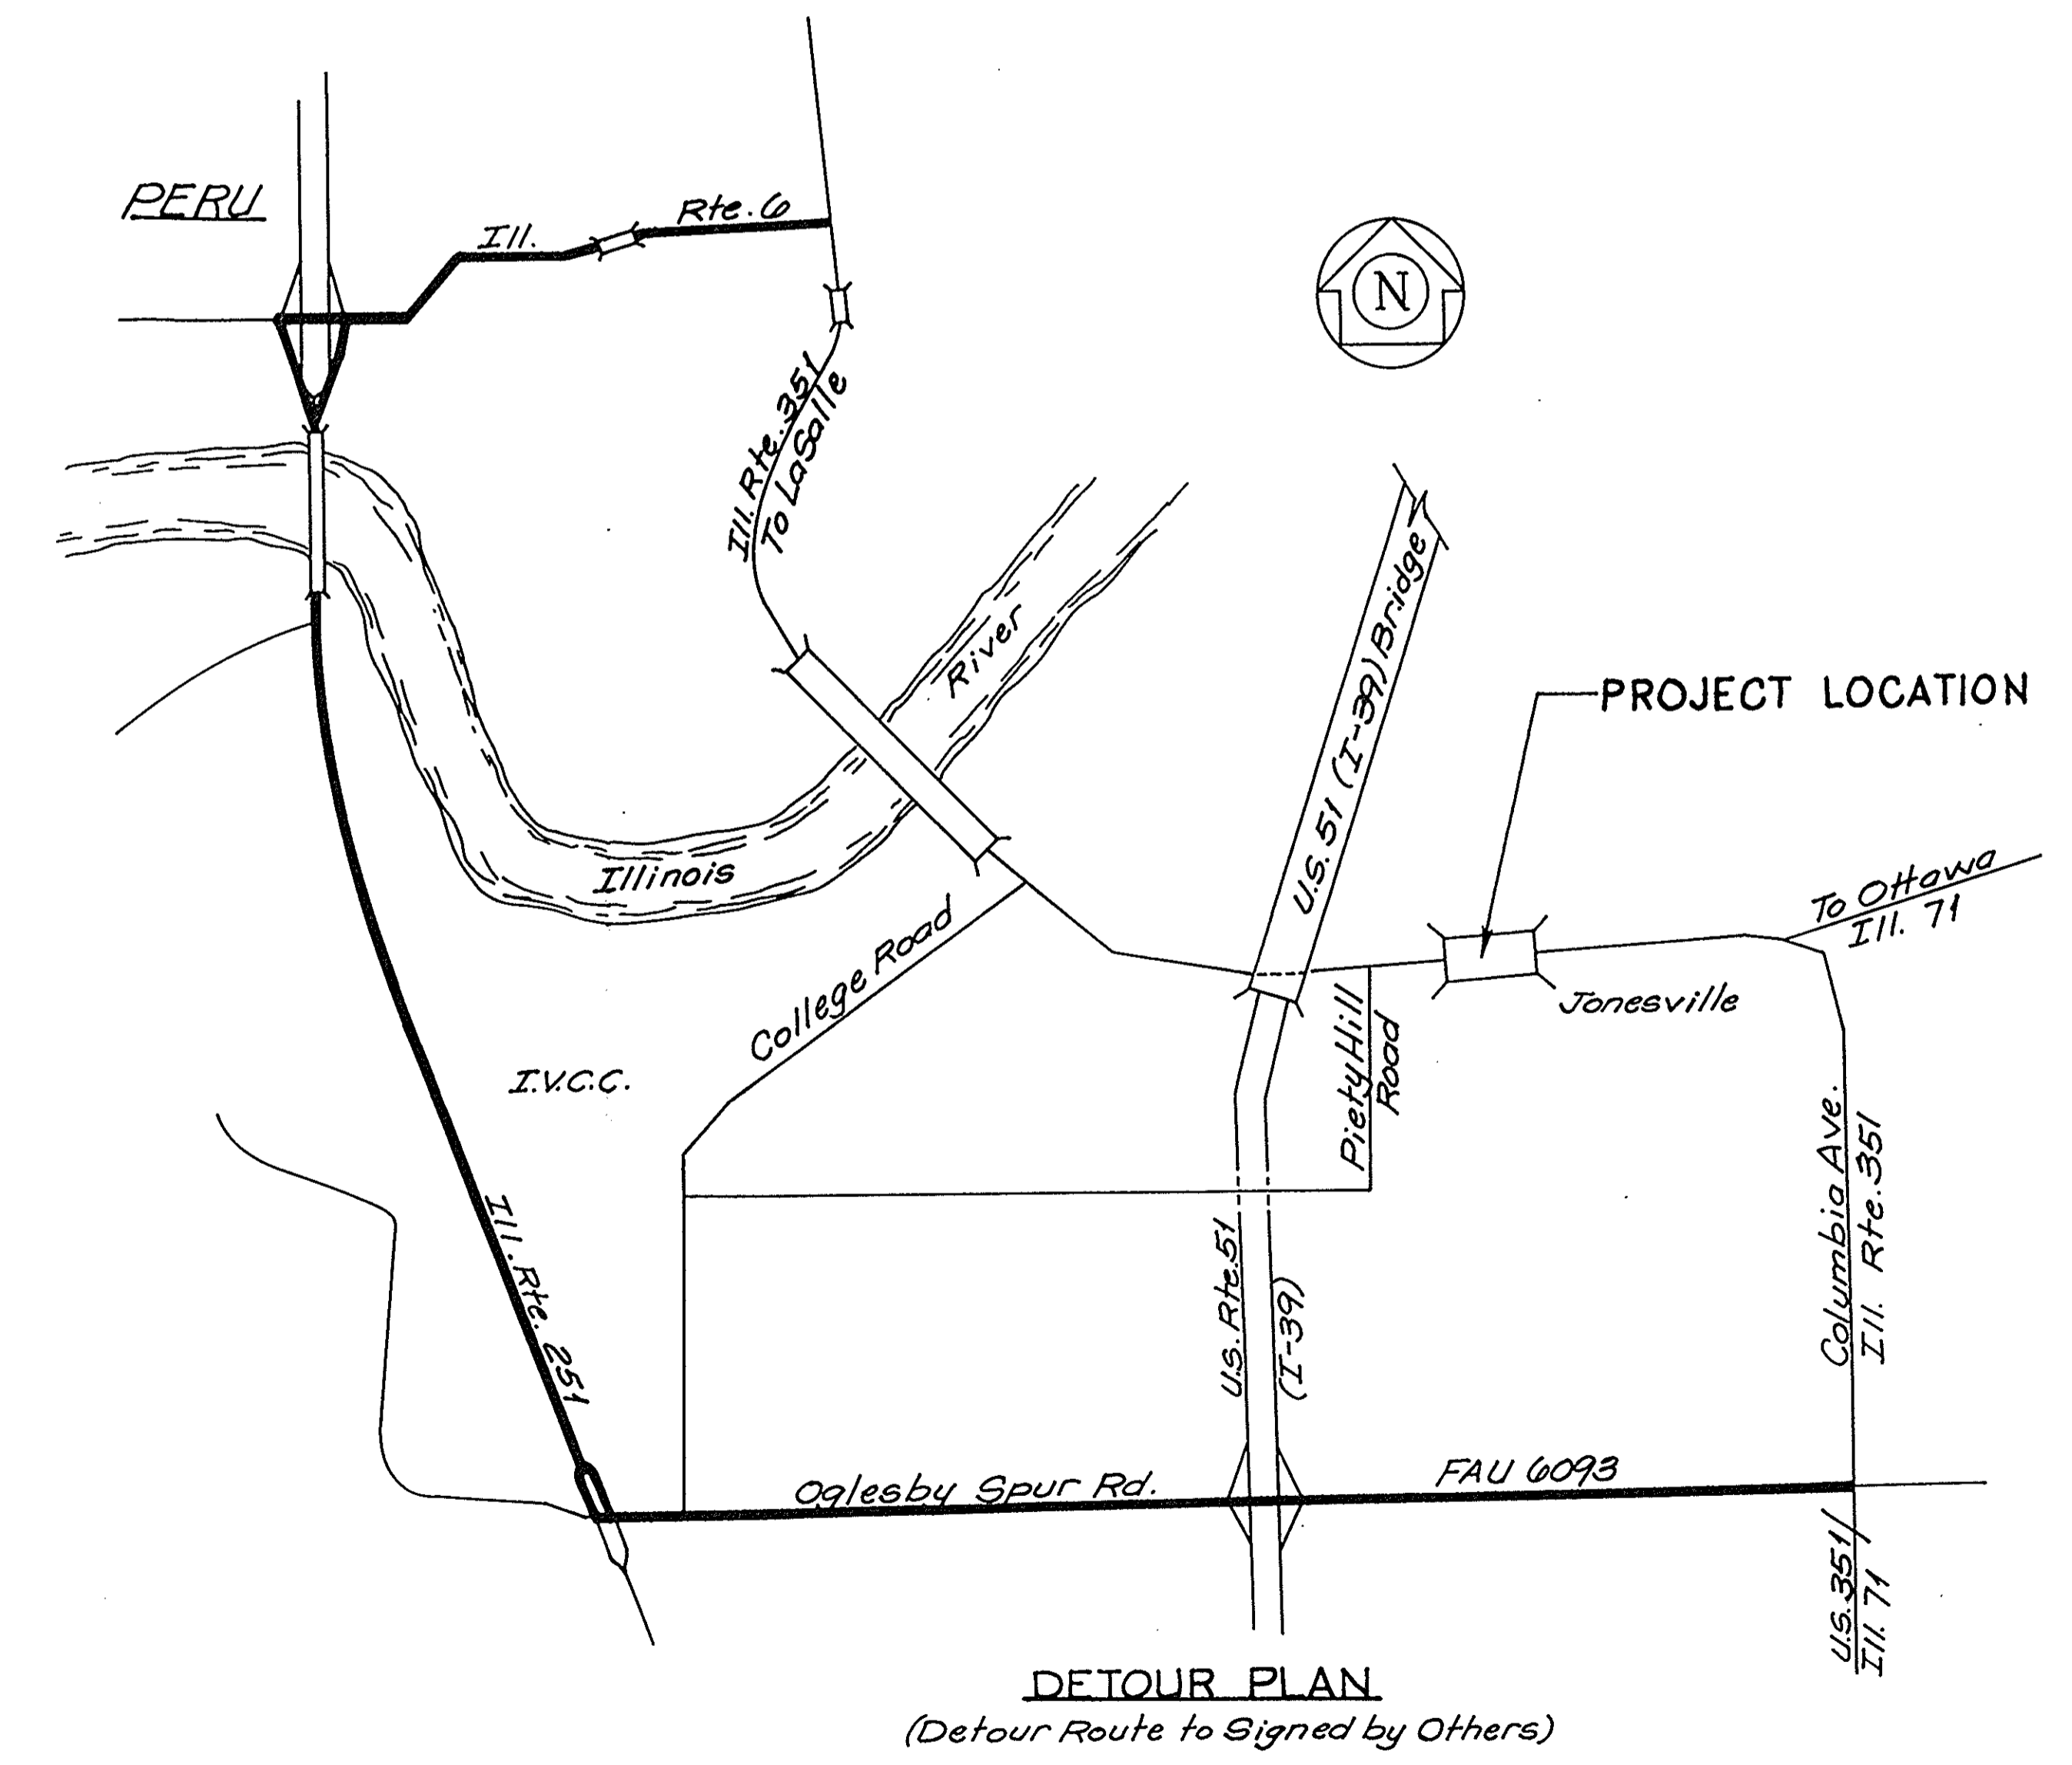 PERU
Ill. Rte. 6
N
Ill. Rte. 351
To LaSalle
River
U.S. 51 (I-39) Bridge
PROJECT LOCATION
Illinois
To Ottawa
Ill. 71
College Road
Jonesville
Piety Hill
Road
I.V.C.C.
Columbia Ave.
Ill. Rte. 351
Ill. Rte. 251
U.S. Rte. 51
(I-39)
Oglesby Spur Rd.
FAU 6093
U.S. 351/
Ill. 71
DETOUR PLAN
(Detour Route to Signed by Others)